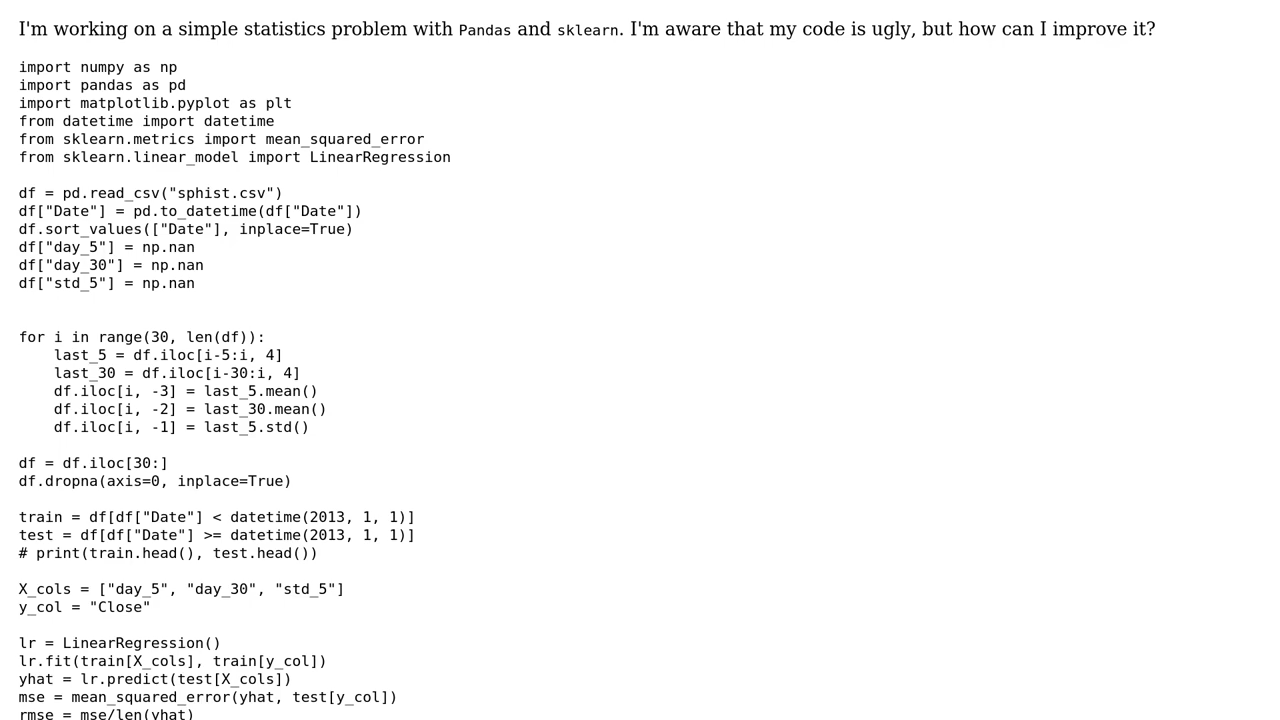 I'm working on a simple statistics problem with Pandas and sklearn. I'm aware that my code is ugly, but how can I improve it?
import numpy as np
import pandas as pd
import matplotlib.pyplot as plt
from datetime import datetime
from sklearn.metrics import mean_squared_error
from sklearn.linear_model import LinearRegression

df = pd.read_csv("sphist.csv")
df["Date"] = pd.to_datetime(df["Date"])
df.sort_values(["Date"], inplace=True)
df["day_5"] = np.nan
df["day_30"] = np.nan
df["std_5"] = np.nan

for i in range(30, len(df)):
    last_5 = df.iloc[i-5:i, 4]
    last_30 = df.iloc[i-30:i, 4]
    df.iloc[i, -3] = last_5.mean()
    df.iloc[i, -2] = last_30.mean()
    df.iloc[i, -1] = last_5.std()

df = df.iloc[30:]
df.dropna(axis=0, inplace=True)

train = df[df["Date"] < datetime(2013, 1, 1)]
test = df[df["Date"] >= datetime(2013, 1, 1)]
# print(train.head(), test.head())

X_cols = ["day_5", "day_30", "std_5"]
y_col = "Close"

lr = LinearRegression()
lr.fit(train[X_cols], train[y_col])
yhat = lr.predict(test[X_cols])
mse = mean_squared_error(yhat, test[y_col])
rmse = mse/len(yhat)